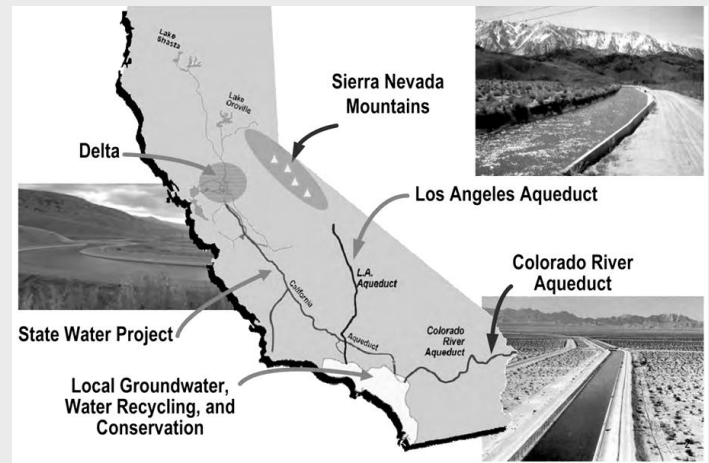 Lake
Shasta
Lake
Oroville
Sierra Nevada
Mountains
Delta
Los Angeles Aqueduct
L.A.
Aqueduct
Colorado River
Aqueduct
California
Aqueduct
Colorado
River
Aqueduct
State Water Project
Local Groundwater,
Water Recycling, and
Conservation